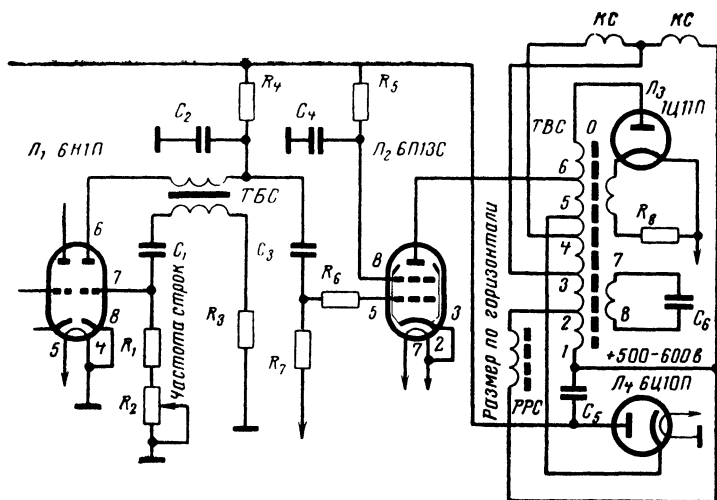 КС КС
R4 R5
C2 C4
Л3
1Ц11П
ТВС 0
Л1 6Н1П
Л2 6П13С
ТБС
6
6
5
R8
C1
C3
4
7
7
8
R6
8
5
3
3
8
C6
5 4
R1
R3
R7
7 2
2
1
+500-600В
R2
Частота строк
Размер по горизонтали
РРС
C5
Л4 6Ц10П